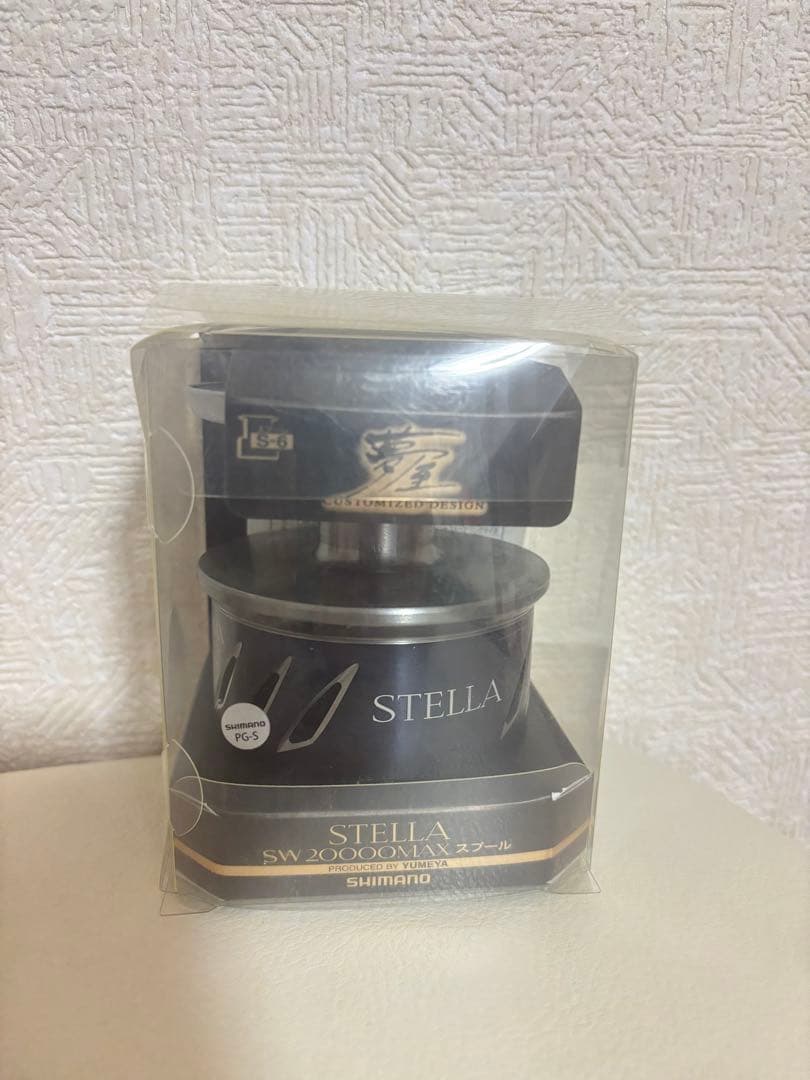 S-6
夢屋
CUSTOMIZED DESIGN
STELLA
SHIMANO
PG-S
STELLA
SW 20000MAX スプール
PRODUCED BY YUMEYA
SHIMANO